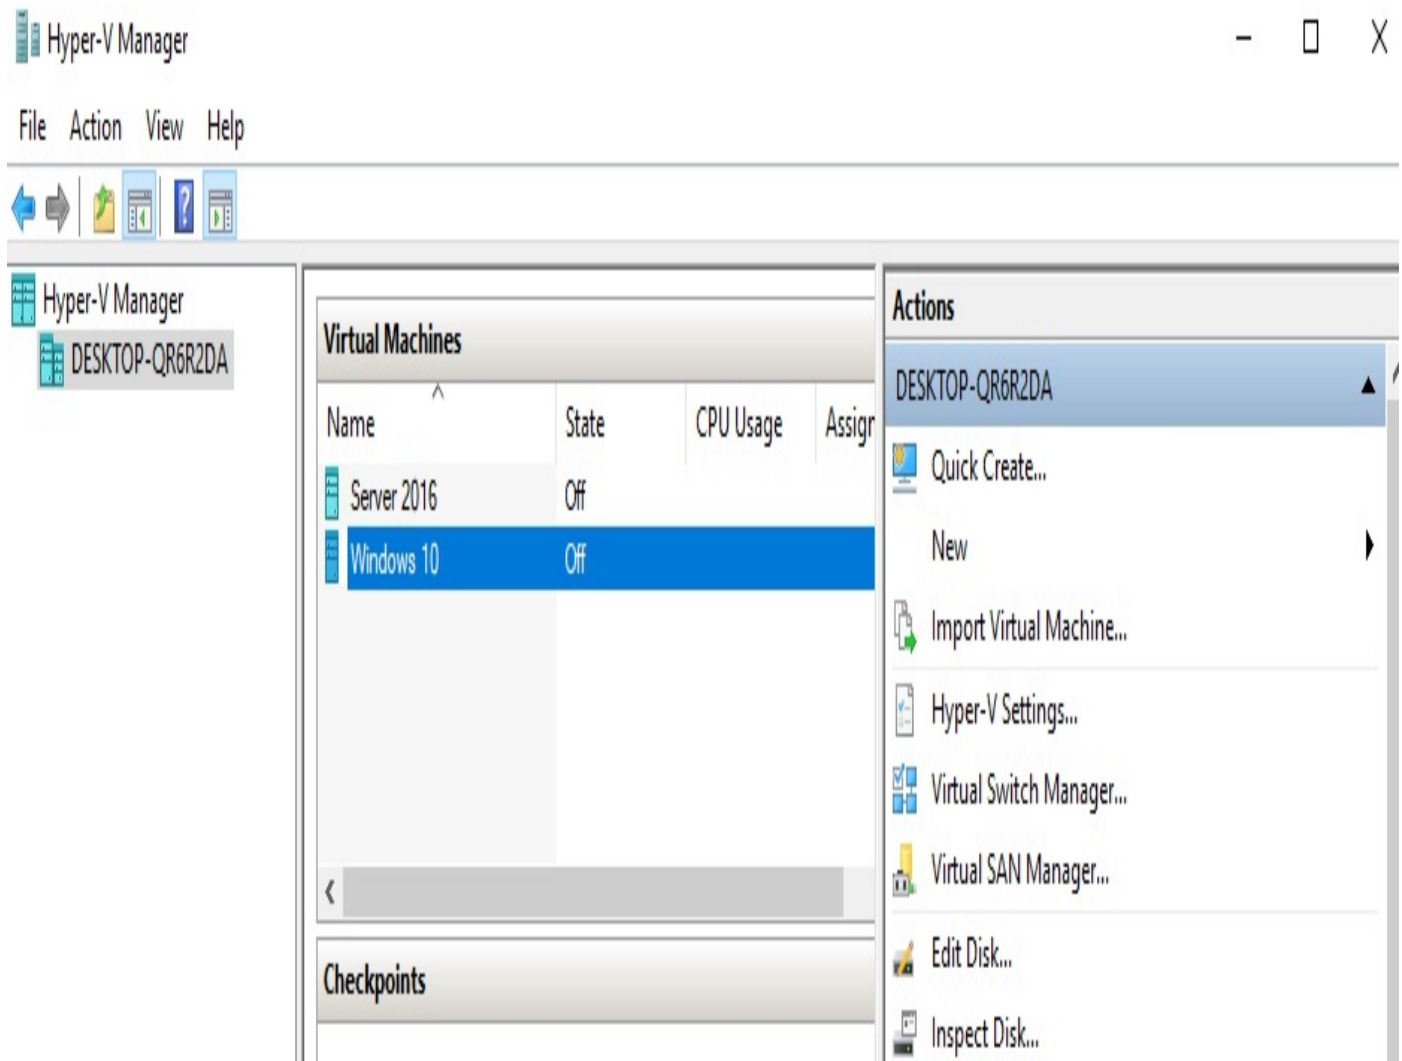 Hyper-V Manager
File Action View Help
Hyper-V Manager
DESKTOP-QR6R2DA
Virtual Machines
Name State CPU Usage Assign
Server 2016 Off
Windows 10 Off
Checkpoints
Actions
DESKTOP-QR6R2DA
Quick Create...
New
Import Virtual Machine...
Hyper-V Settings...
Virtual Switch Manager...
Virtual SAN Manager...
Edit Disk...
Inspect Disk...